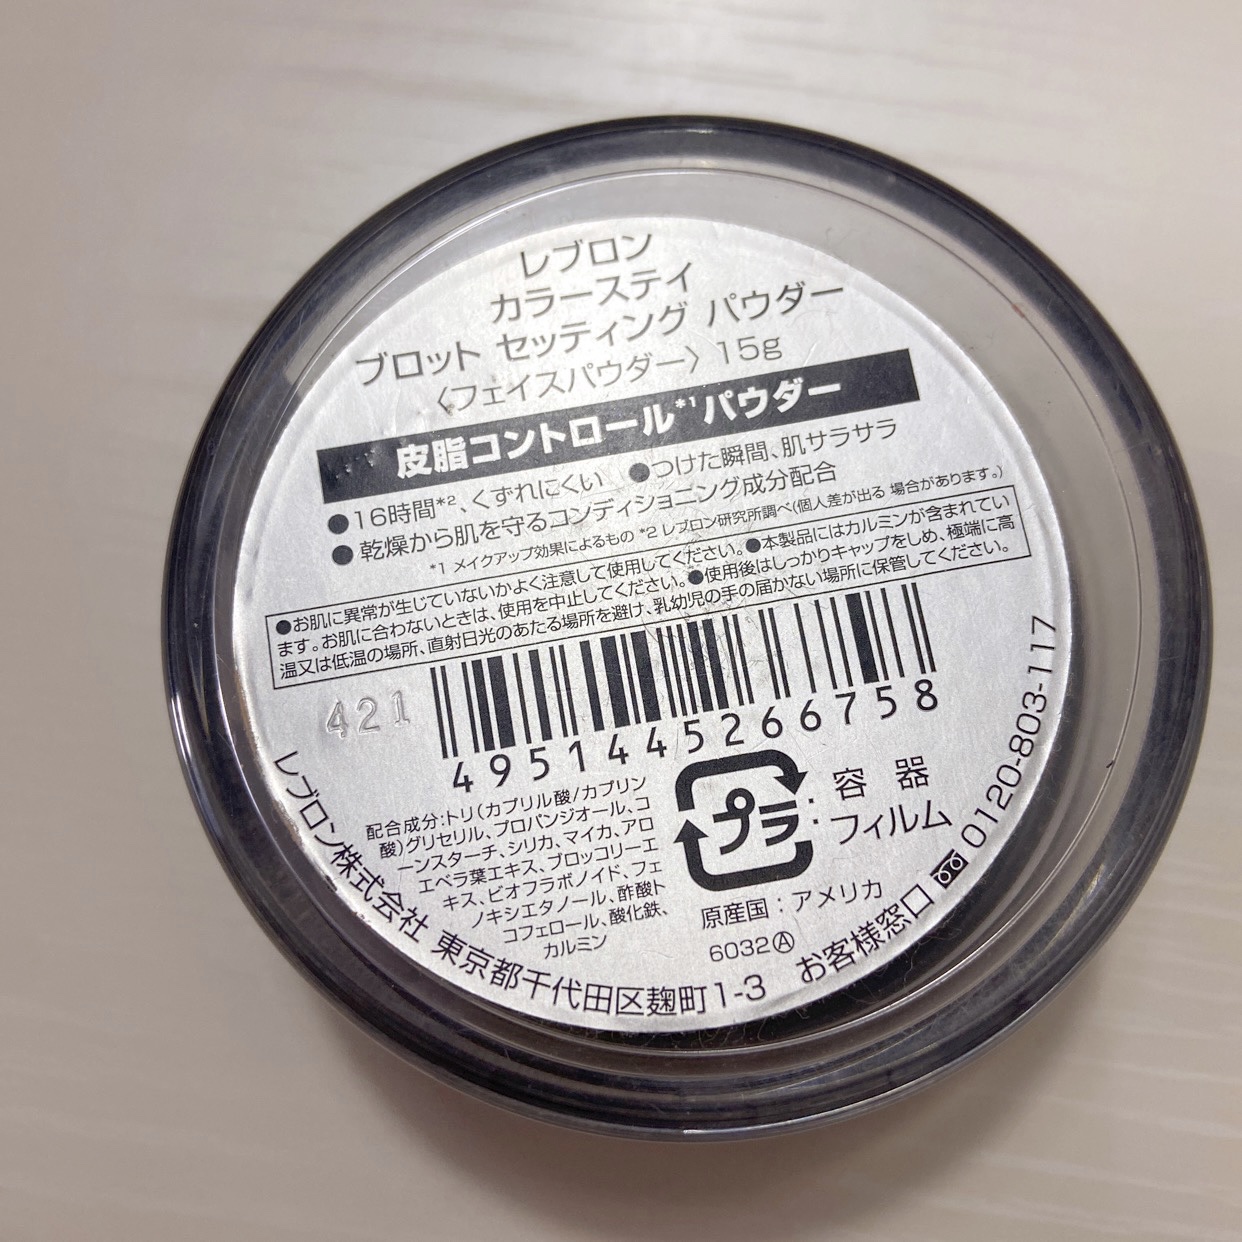 レブロン
カラーステイ
ブロット セッティング パウダー
〈フェイスパウダー〉 15g
皮脂コントロール*1パウダー
●16時間*2、くずれにくい ●つけた瞬間、肌サラサラ
●乾燥から肌を守るコンディショニング成分配合
*1 メイクアップ効果によるもの *2 レブロン研究所調べ(個人差が出る 場合があります。)
●お肌に異常が生じていないかよく注意して使用してください。●本製品にはカルミンが含まれてい
ます。お肌に合わないときは、使用を中止してください。●使用後はしっかりキャップをしめ、極端に高
温又は低温の場所、直射日光のあたる場所を避け、乳幼児の手の届かない場所に保管してください。
421
4951445266758
配合成分:トリ(カプリル酸/カプリン
酸)グリセリル、プロパンジオール、コ
ーンスターチ、シリカ、マイカ、アロ
エベラ葉エキス、ブロッコリーエ
キス、ビオフラボノイド、フェ
ノキシエタノール、酢酸ト
コフェロール、酸化鉄、
カルミン
プラ
:容器
:フィルム
原産国:アメリカ
6032Ⓐ
レブロン株式会社 東京都千代田区麹町1-3 お客様窓口 0120-803-117